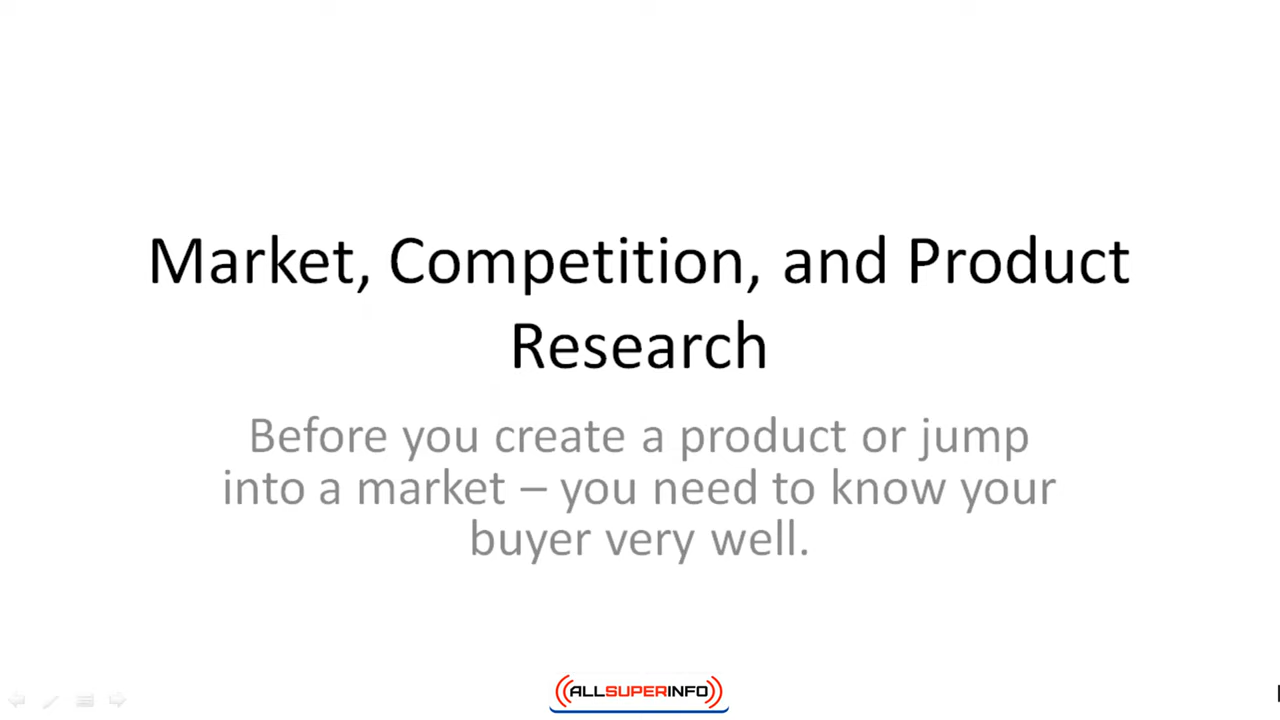 Market, Competition, and Product
Research
Before you create a product or jump
into a market – you need to know your
buyer very well.
ALLSUPERINFO